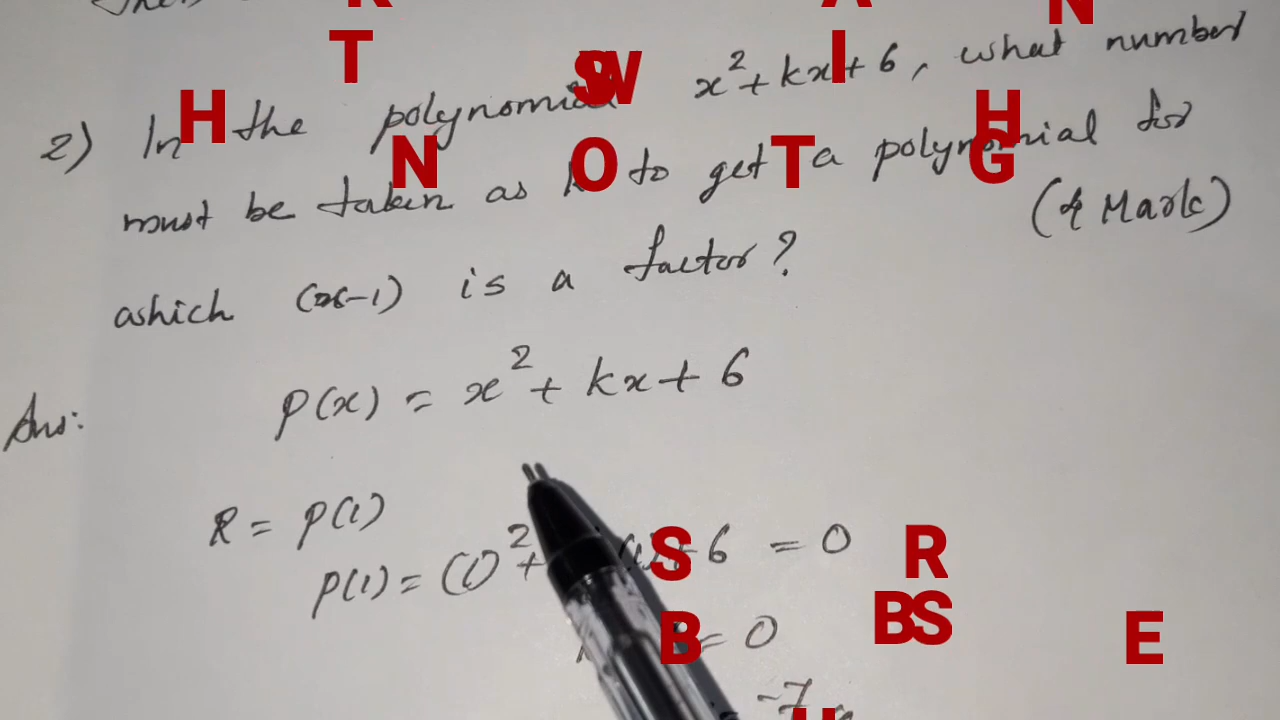 2) In the polynomial x²+kx+6, what number
must be taken as k to get a polynomial for
which (x-1) is a factor? (4 Mark)
Ans: P(x) = x²+kx+6
R = P(1)
P(1) = (1)²+ +6 = 0
= 0
-7
T I N
H S W H
N O T G
S R
B B S E